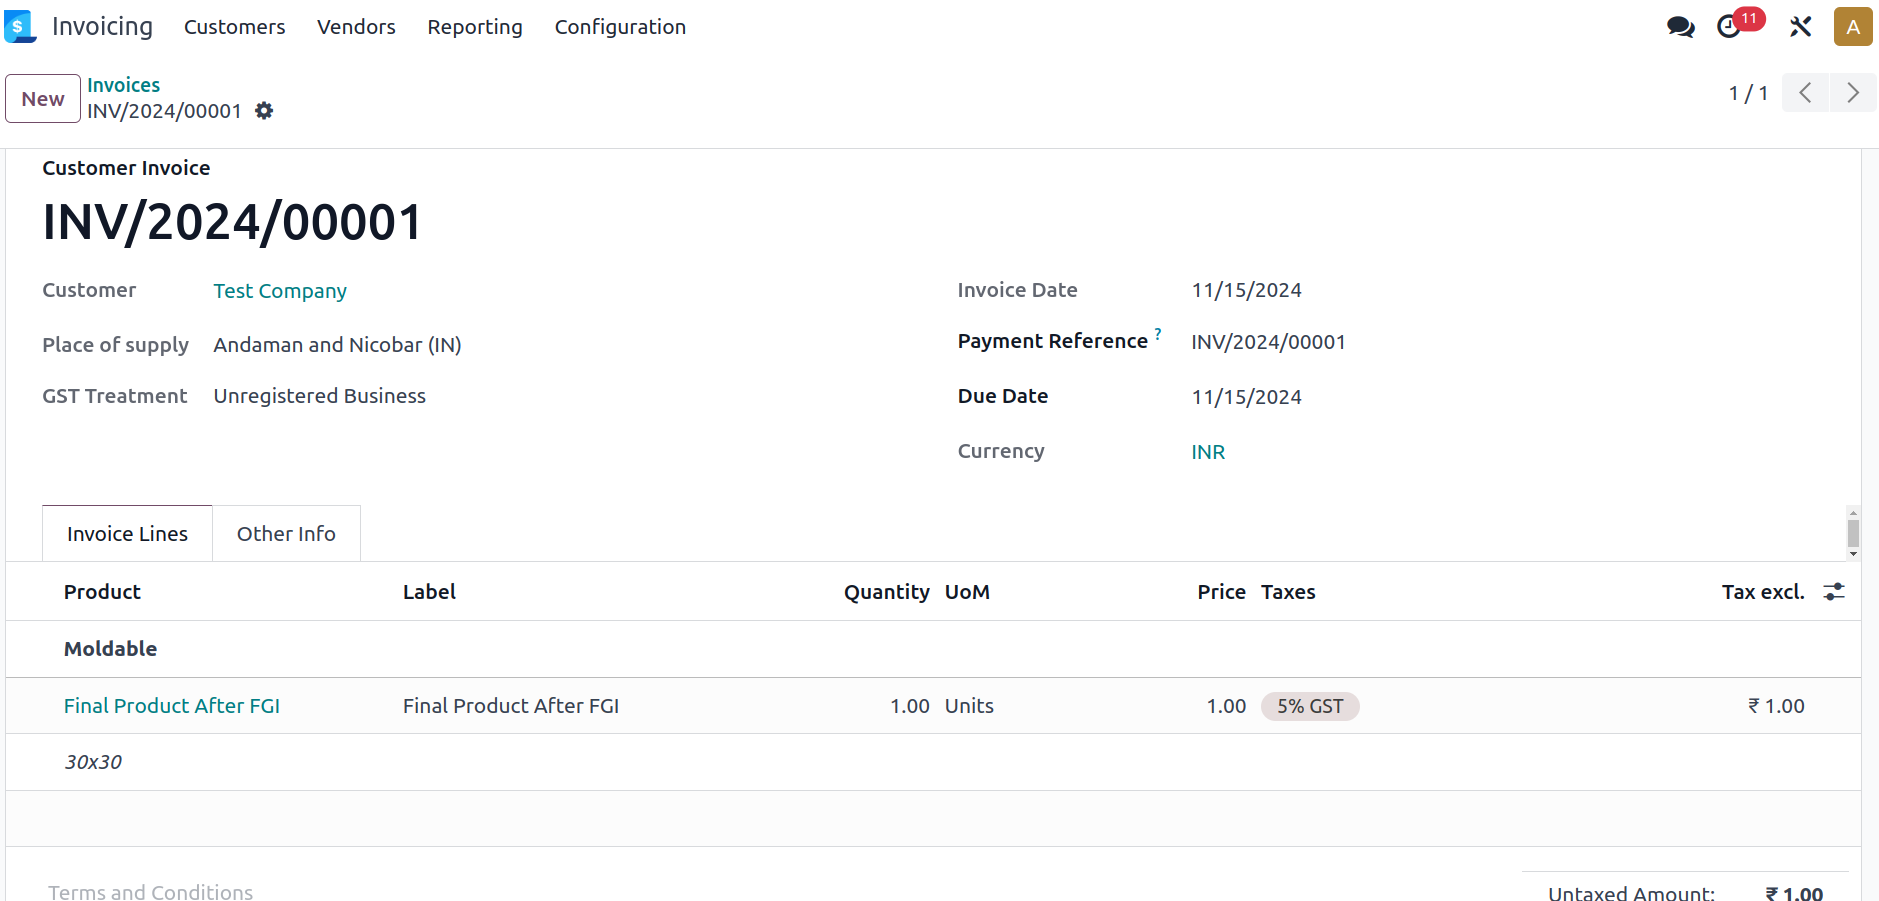 Invoicing Customers Vendors Reporting Configuration 11 A
New Invoices 1 / 1
INV/2024/00001
Customer Invoice
INV/2024/00001
Customer Test Company Invoice Date 11/15/2024
Place of supply Andaman and Nicobar (IN) Payment Reference ? INV/2024/00001
GST Treatment Unregistered Business Due Date 11/15/2024
Currency INR
Invoice Lines Other Info
Product Label Quantity UoM Price Taxes Tax excl.
Moldable
Final Product After FGI Final Product After FGI 1.00 Units 1.00 5% GST ₹ 1.00
30x30
Terms and Conditions Untaxed Amount: ₹ 1.00